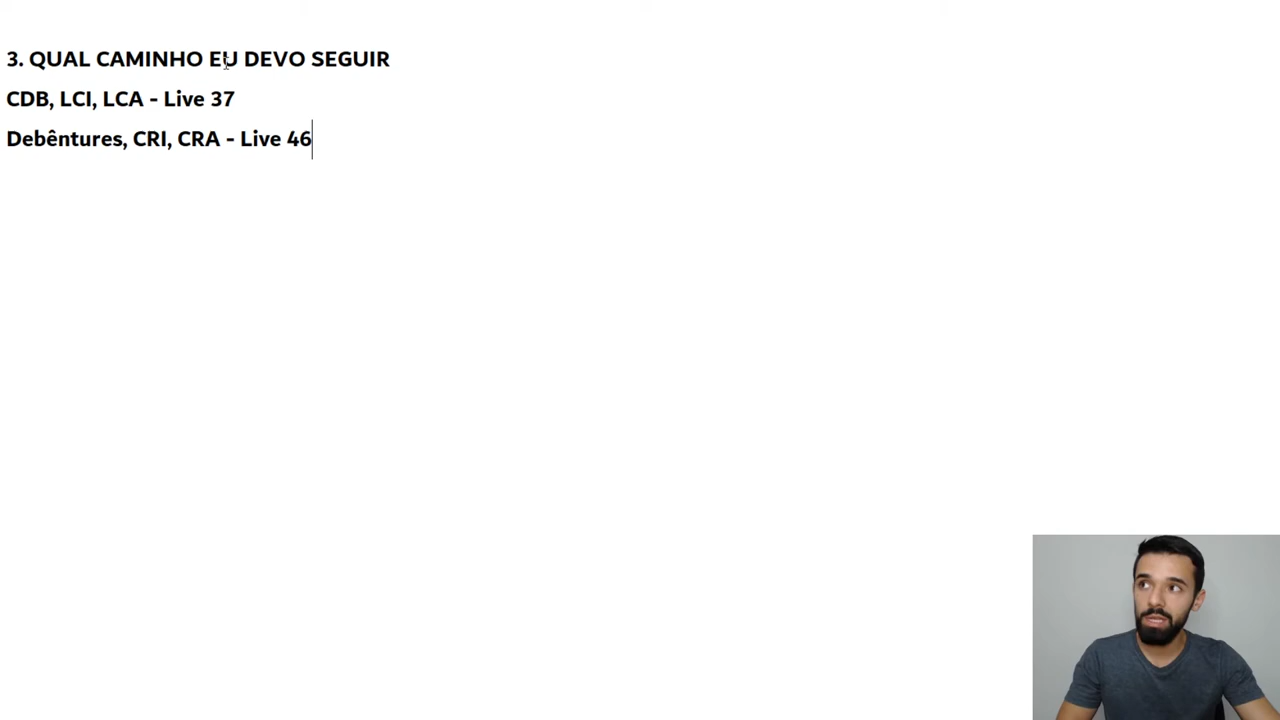 3. QUAL CAMINHO EU DEVO SEGUIR
CDB, LCI, LCA - Live 37
Debêntures, CRI, CRA - Live 46